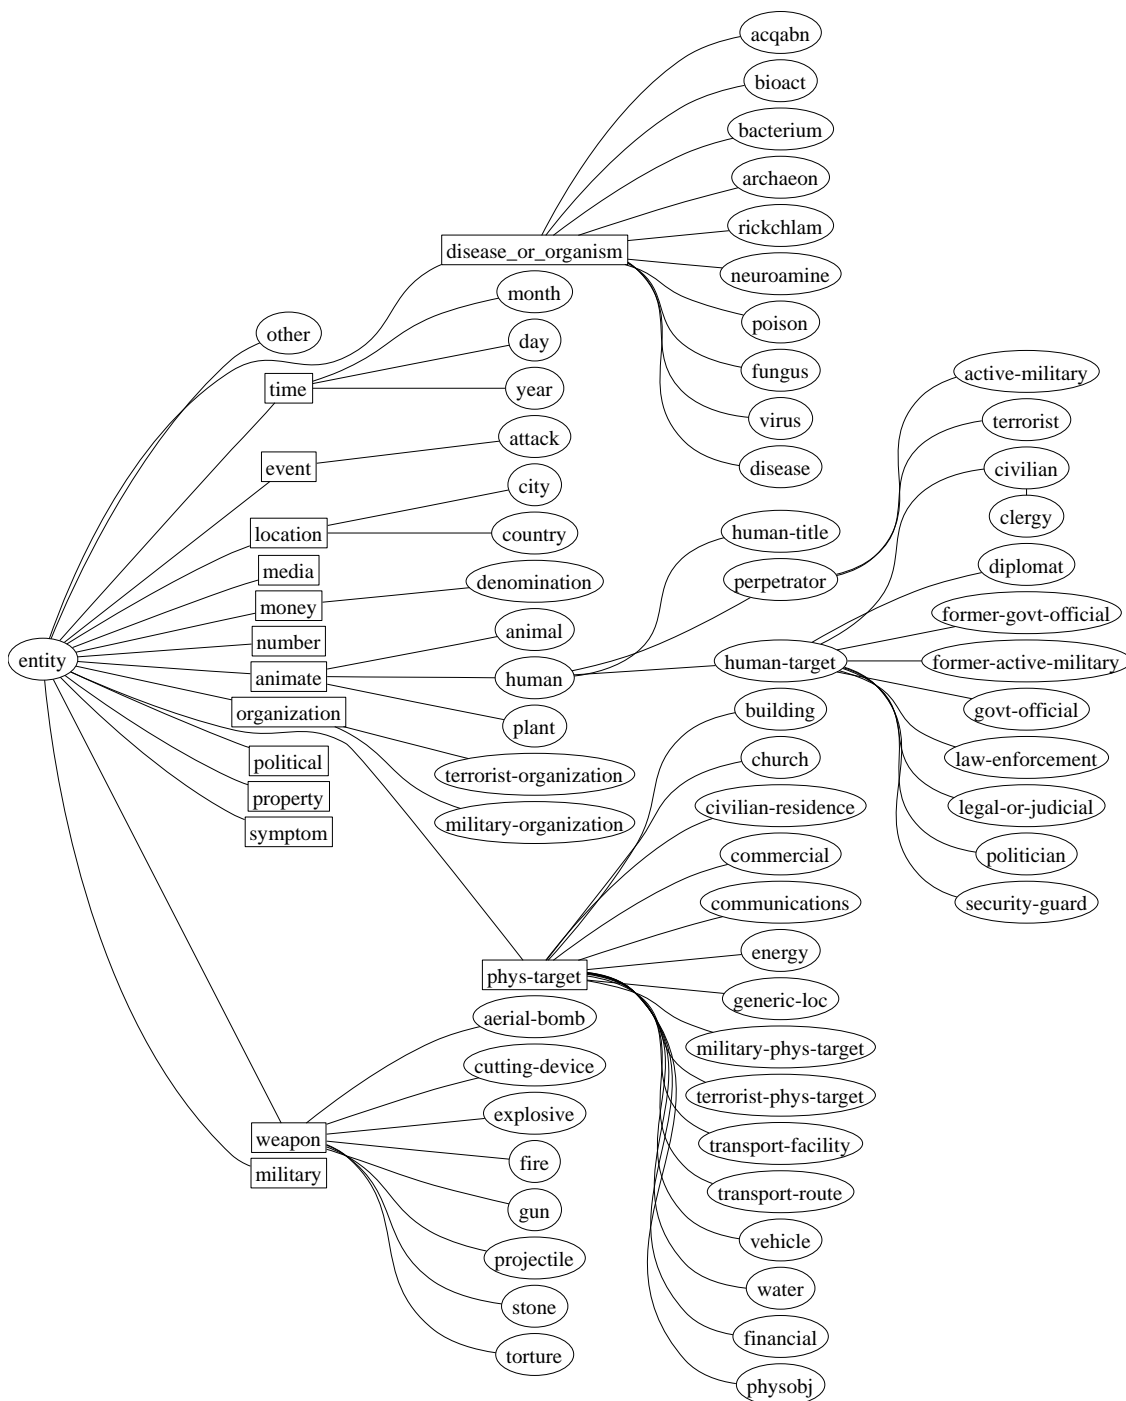 acqabn
bioact
bacterium
archaeon
rickchlam
disease_or_organism
neuroamine
month
poison
other
day
fungus
active-military
time
year
virus
terrorist
attack
event
disease
civilian
city
location
country
human-title
clergy
media
denomination
perpetrator
diplomat
money
number
animal
former-govt-official
entity
animate
human
human-target
former-active-military
organization
building
govt-official
plant
political
church
law-enforcement
terrorist-organization
property
civilian-residence
legal-or-judicial
symptom
military-organization
commercial
politician
communications
security-guard
energy
phys-target
generic-loc
aerial-bomb
military-phys-target
cutting-device
terrorist-phys-target
explosive
weapon
transport-facility
fire
military
transport-route
gun
vehicle
projectile
water
stone
financial
torture
physobj